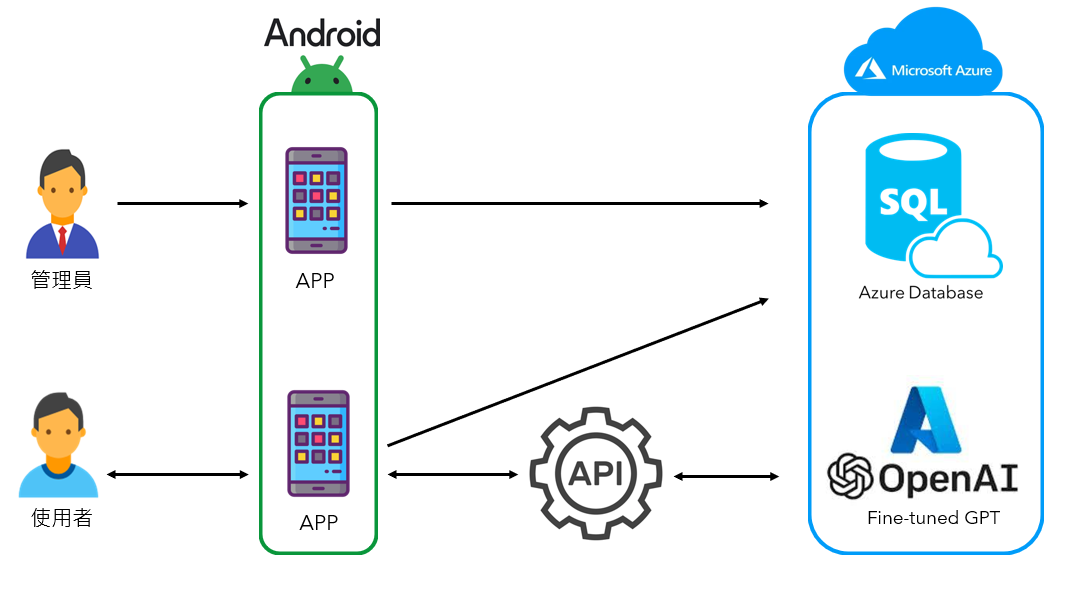 Android
Microsoft Azure
管理員
APP
SQL
Azure Database
使用者
APP
API
OpenAI
Fine-tuned GPT